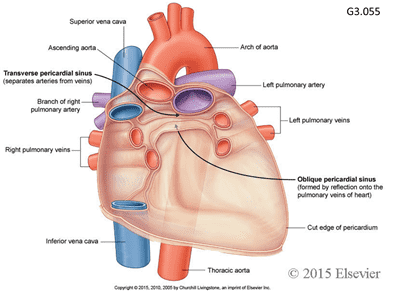 G3.055
Superior vena cava
Ascending aorta
Arch of aorta
Transverse pericardial sinus
(separates arteries from veins)
Left pulmonary artery
Branch of right
pulmonary artery
Left pulmonary veins
Right pulmonary veins
Oblique pericardial sinus
(formed by reflection onto the
pulmonary veins of heart)
Cut edge of pericardium
Inferior vena cava
Thoracic aorta
© 2015 Elsevier
Copyright © 2015, 2010, 2005 by Churchill Livingstone, an imprint of Elsevier Inc.